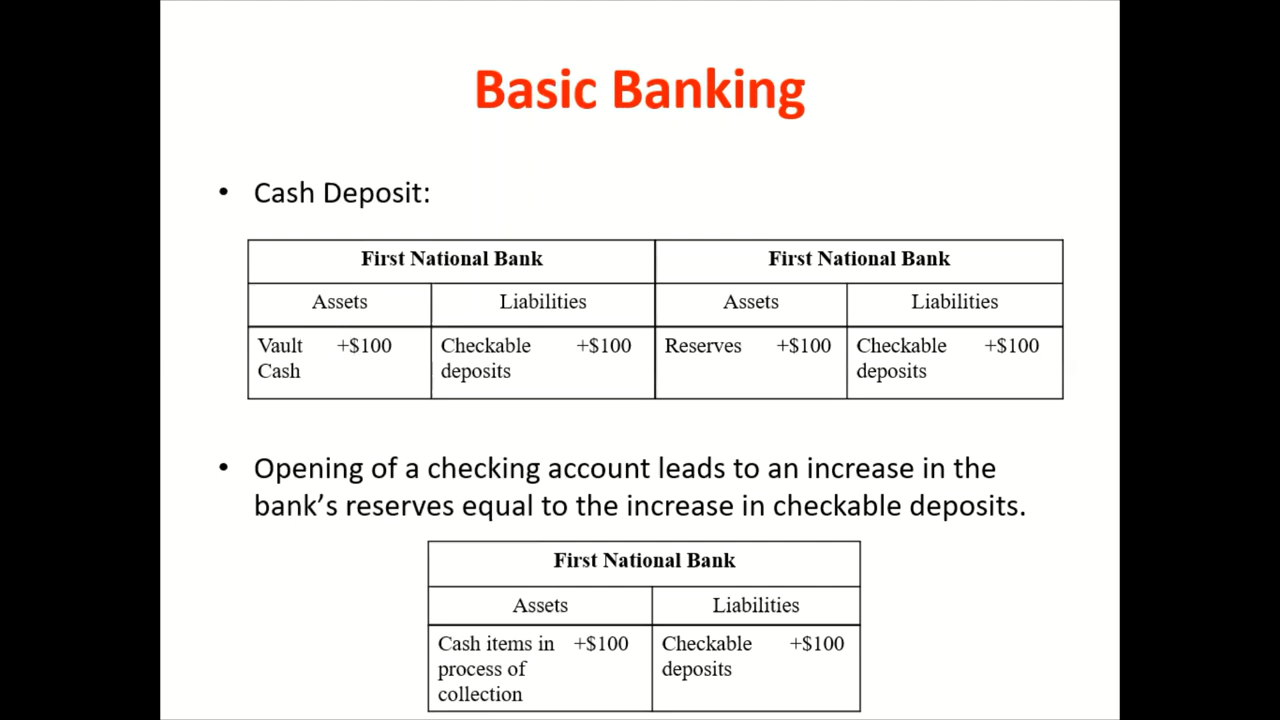 Basic Banking
• Cash Deposit:
First National Bank First National Bank
Assets Liabilities Assets Liabilities
Vault +$100 Checkable +$100 Reserves +$100 Checkable +$100
Cash deposits deposits
• Opening of a checking account leads to an increase in the
bank’s reserves equal to the increase in checkable deposits.
First National Bank
Assets Liabilities
Cash items in +$100 Checkable +$100
process of deposits
collection